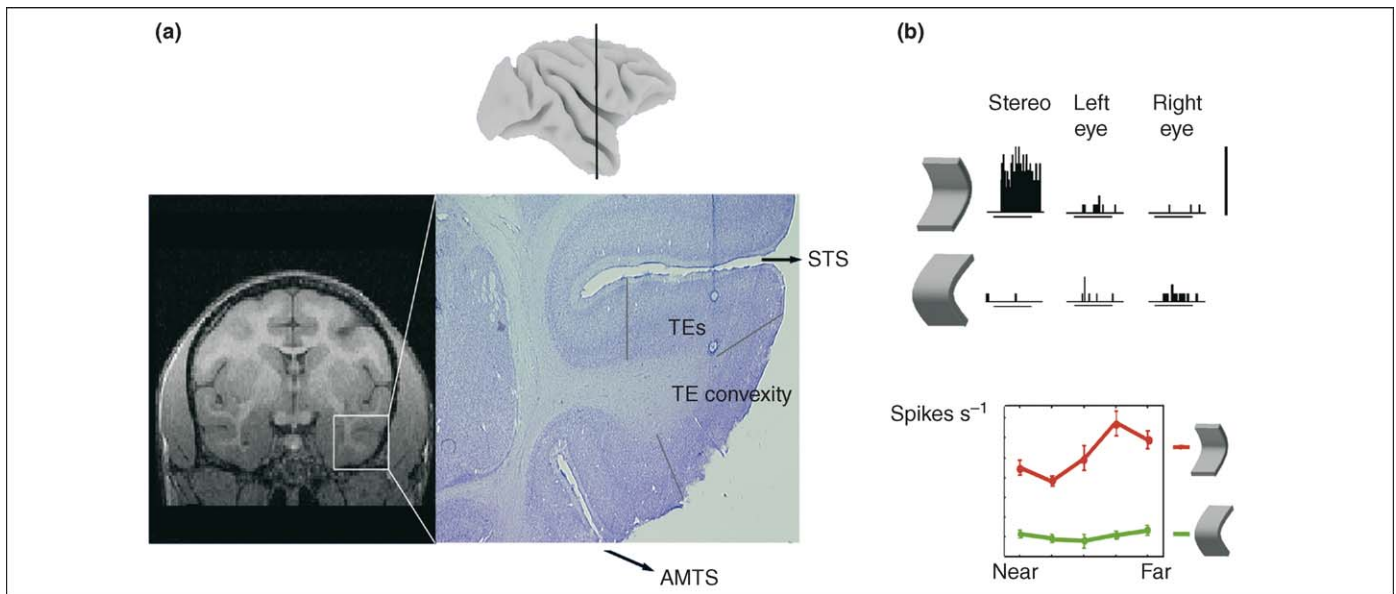 (a)
STS
TEs
TE convexity
AMTS
(b)
Stereo
Left
eye
Right
eye
Spikes s⁻¹
Near
Far